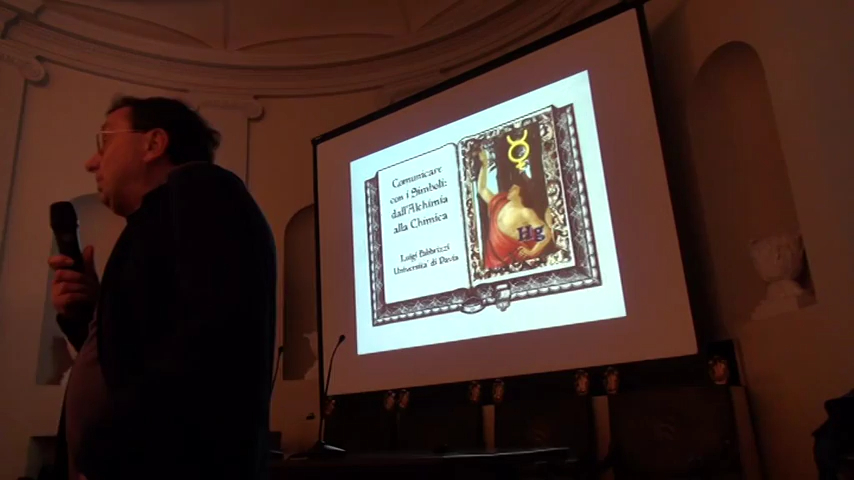 Comunicare
con i Simboli:
dall'Alchimia
alla Chimica
Luigi Fabbrizzi
Universita' di Pavia
Hg